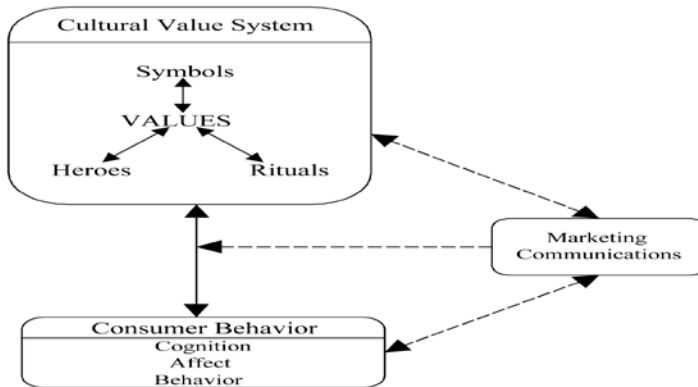 Cultural Value System
Symbols
VALUES
Heroes
Rituals
Marketing
Communications
Consumer Behavior
Cognition
Affect
Behavior